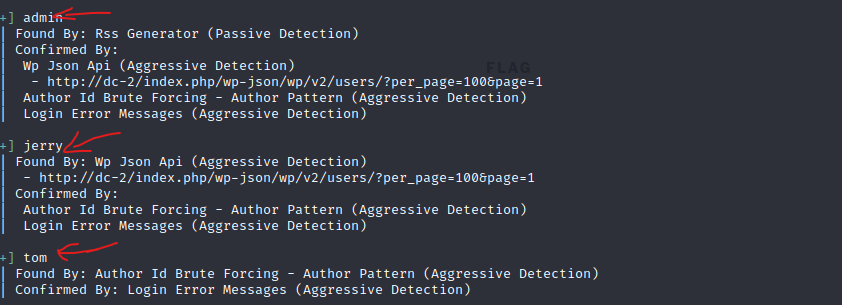 +] admin
| Found By: Rss Generator (Passive Detection)
| Confirmed By:
|  Wp Json Api (Aggressive Detection)
|   - http://dc-2/index.php/wp-json/wp/v2/users/?per_page=100&page=1
|  Author Id Brute Forcing - Author Pattern (Aggressive Detection)
|  Login Error Messages (Aggressive Detection)
FLAG
+] jerry
| Found By: Wp Json Api (Aggressive Detection)
|  - http://dc-2/index.php/wp-json/wp/v2/users/?per_page=100&page=1
| Confirmed By:
|  Author Id Brute Forcing - Author Pattern (Aggressive Detection)
|  Login Error Messages (Aggressive Detection)
+] tom
| Found By: Author Id Brute Forcing - Author Pattern (Aggressive Detection)
| Confirmed By: Login Error Messages (Aggressive Detection)